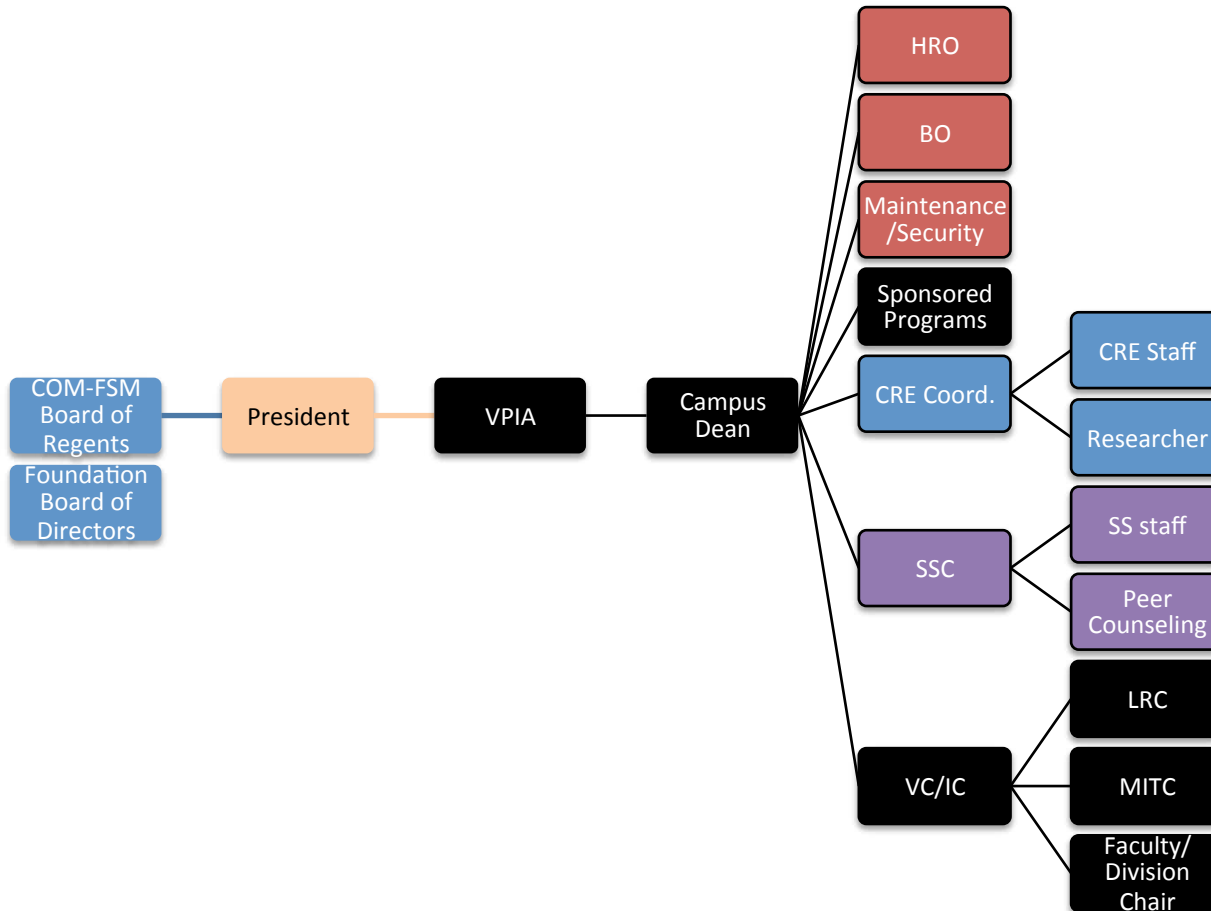 COM-FSM
Board of
Regents
Foundation
Board of
Directors
President
VPIA
Campus
Dean
HRO
BO
Maintenance
/Security
Sponsored
Programs
CRE Coord.
SSC
VC/IC
CRE Staff
Researcher
SS staff
Peer
Counseling
LRC
MITC
Faculty/
Division
Chair